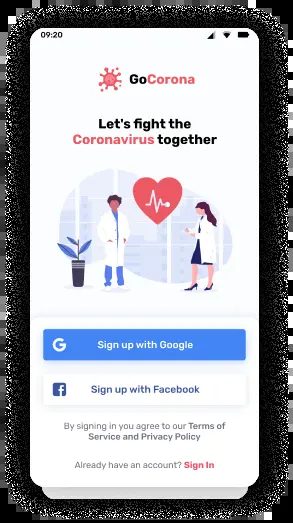 09:20
GoCorona
Let's fight the
Coronavirus together
Sign up with Google
Sign up with Facebook
By signing in you agree to our Terms of
Service and Privacy Policy
Already have an account? Sign In